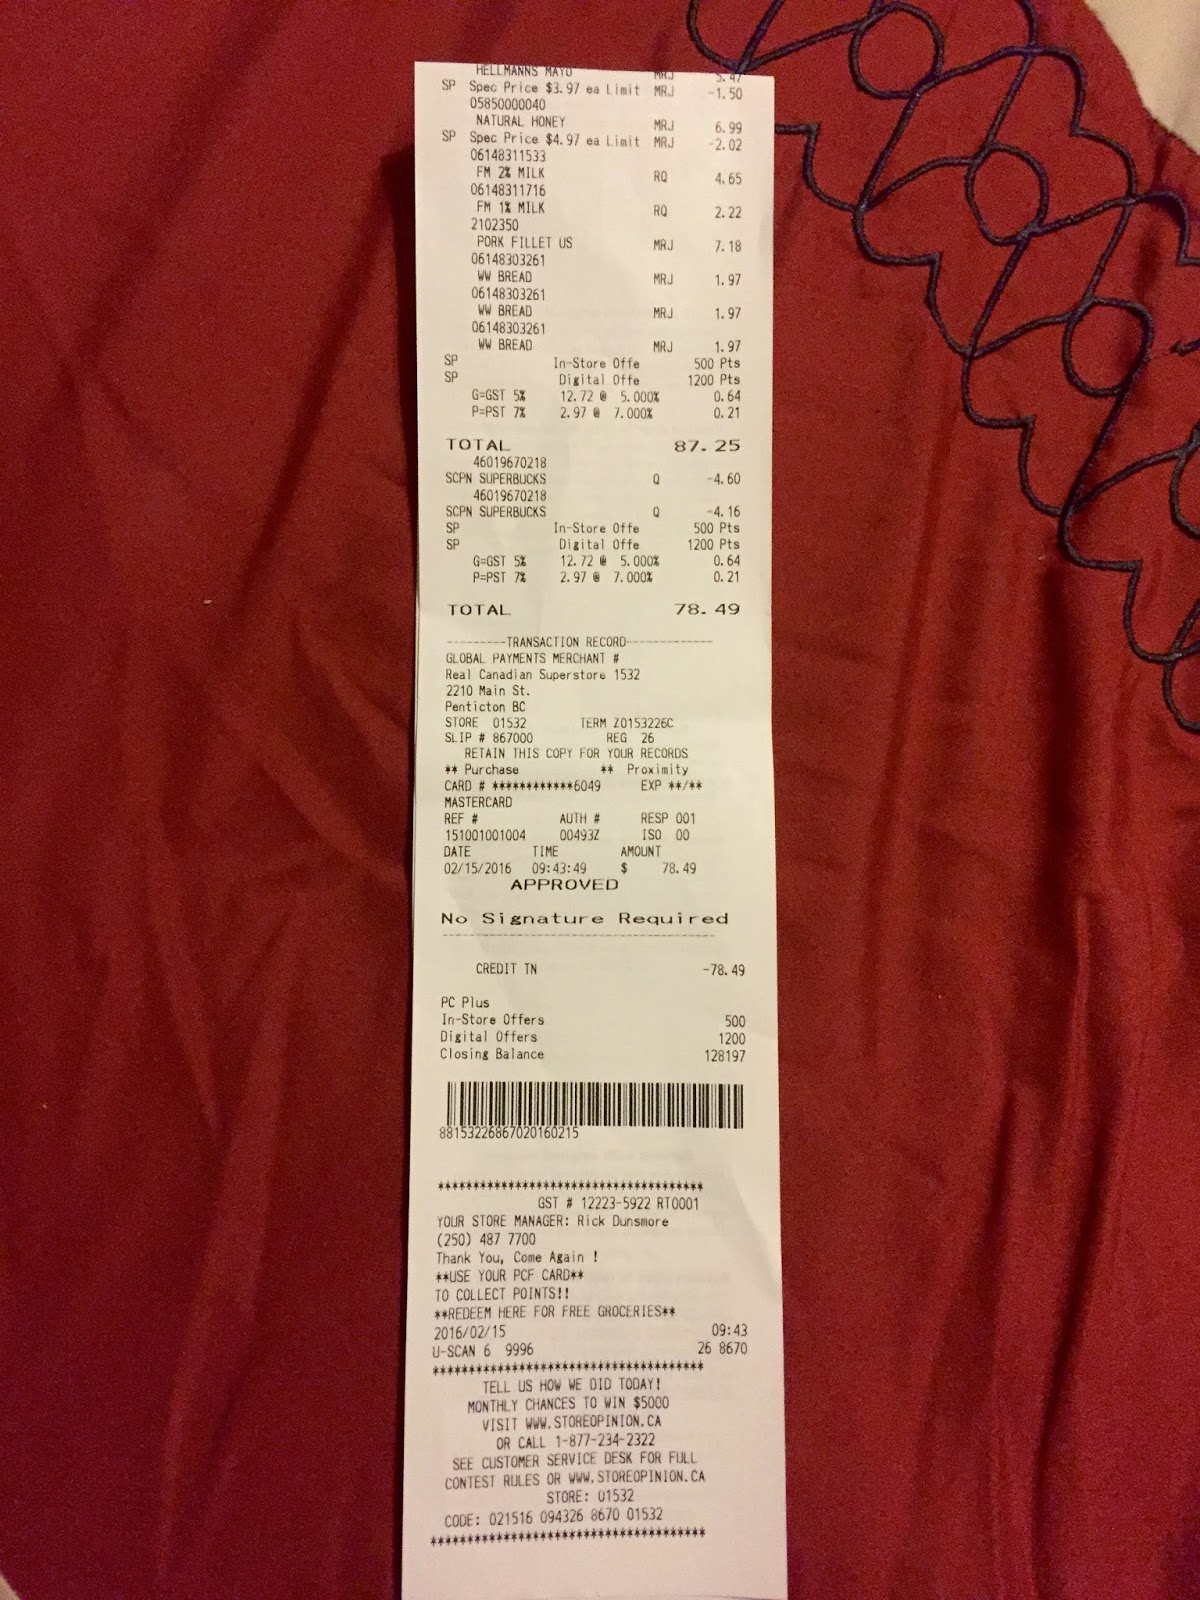 HELLMANNS MAYO MRJ 5.47
SP Spec Price $3.97 ea Limit MRJ -1.50
05850000040
NATURAL HONEY MRJ 6.99
SP Spec Price $4.97 ea Limit MRJ -2.02
06148311533
FM 2% MILK RQ 4.65
06148311716
FM 1% MILK RQ 2.22
2102350
PORK FILLET US MRJ 7.18
06148303261
WW BREAD MRJ 1.97
06148303261
WW BREAD MRJ 1.97
06148303261
WW BREAD MRJ 1.97
SP In-Store Offe 500 Pts
SP Digital Offe 1200 Pts
G=GST 5% 12.72 @ 5.000% 0.64
P=PST 7% 2.97 @ 7.000% 0.21
TOTAL 87.25
46019670218
SCPN SUPERBUCKS Q -4.60
46019670218
SCPN SUPERBUCKS Q -4.16
SP In-Store Offe 500 Pts
SP Digital Offe 1200 Pts
G=GST 5% 12.72 @ 5.000% 0.64
P=PST 7% 2.97 @ 7.000% 0.21
TOTAL 78.49
---------TRANSACTION RECORD-------------
GLOBAL PAYMENTS MERCHANT #
Real Canadian Superstore 1532
2210 Main St.
Penticton BC
STORE 01532 TERM Z0153226C
SLIP # 867000 REG 26
RETAIN THIS COPY FOR YOUR RECORDS
** Purchase ** Proximity
CARD # ************6049 EXP **/**
MASTERCARD
REF # AUTH # RESP 001
151001001004 00493Z ISO 00
DATE TIME AMOUNT
02/15/2016 09:43:49 $ 78.49
APPROVED
No Signature Required
----------------------------------------
CREDIT TN -78.49
PC Plus
In-Store Offers 500
Digital Offers 1200
Closing Balance 128197
88153226867020160215
****************************************
GST # 12223-5922 RT0001
YOUR STORE MANAGER: Rick Dunsmore
(250) 487 7700
Thank You, Come Again !
**USE YOUR PCF CARD**
TO COLLECT POINTS!!
**REDEEM HERE FOR FREE GROCERIES**
2016/02/15 09:43
U-SCAN 6 9996 26 8670
****************************************
TELL US HOW WE DID TODAY!
MONTHLY CHANCES TO WIN $5000
VISIT WWW.STOREOPINION.CA
OR CALL 1-877-234-2322
SEE CUSTOMER SERVICE DESK FOR FULL
CONTEST RULES OR WWW.STOREOPINION.CA
STORE: 01532
CODE: 021516 094326 8670 01532
****************************************